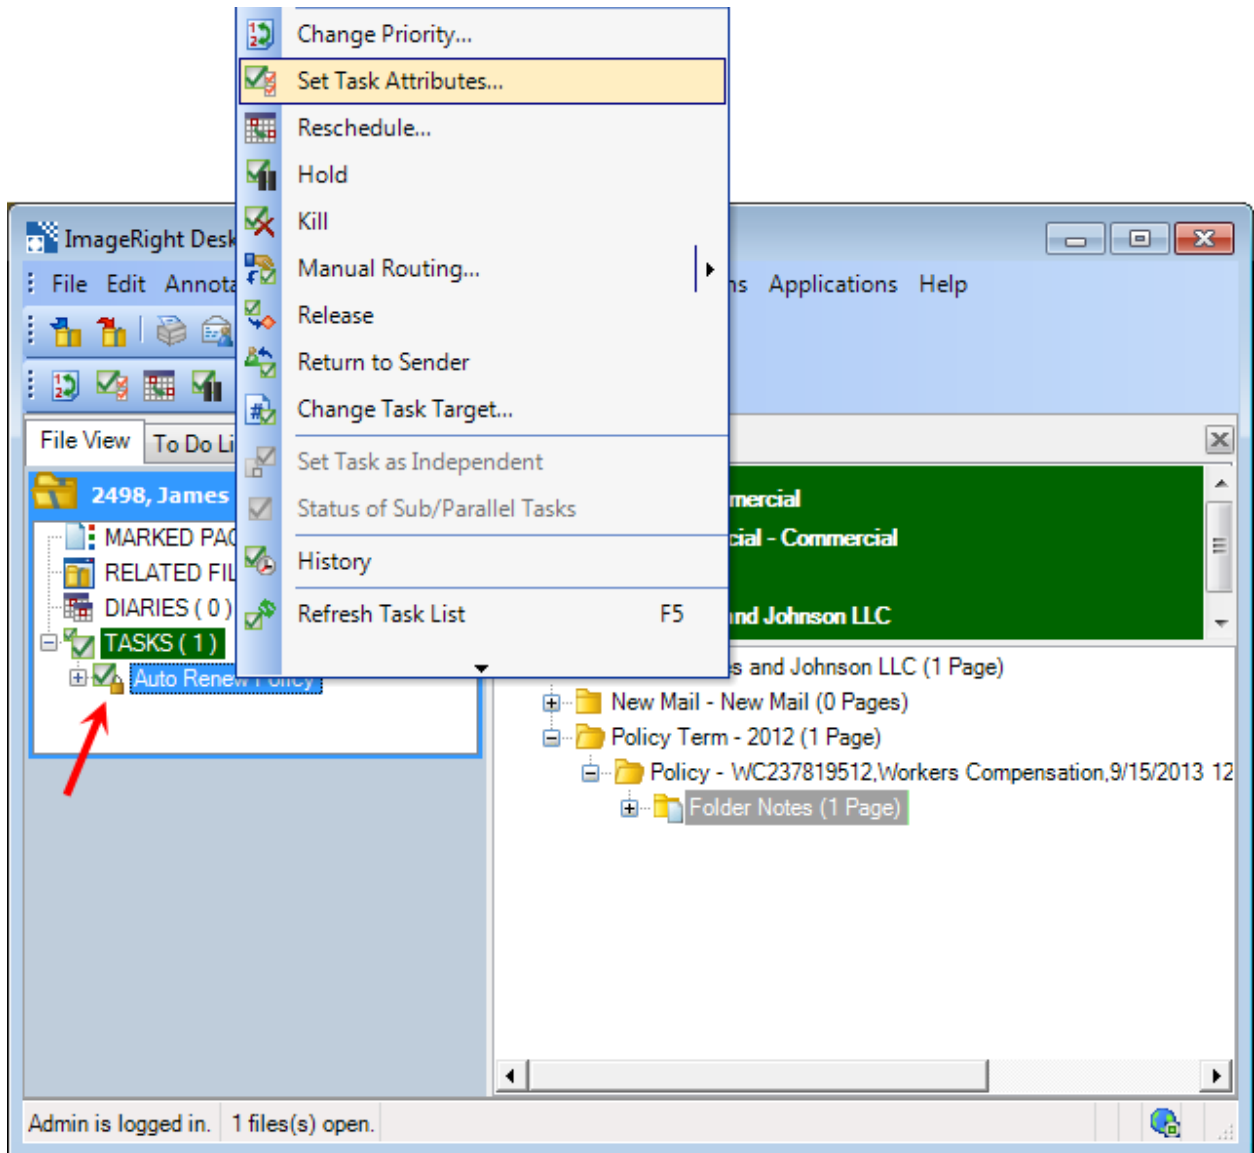 Change Priority...
Set Task Attributes...
Reschedule...
Hold
Kill
Manual Routing...
Release
Return to Sender
Change Task Target...
Set Task as Independent
Status of Sub/Parallel Tasks
History
Refresh Task List F5
ImageRight Desk
File Edit Annota ns Applications Help
File View To Do Li
2498, James
MARKED PAG
RELATED FIL
DIARIES ( 0 )
TASKS ( 1 )
Auto Renew Policy
mercial
cial - Commercial
and Johnson LLC
s and Johnson LLC (1 Page)
New Mail - New Mail (0 Pages)
Policy Term - 2012 (1 Page)
Policy - WC237819512,Workers Compensation,9/15/2013 12
Folder Notes (1 Page)
Admin is logged in. 1 files(s) open.